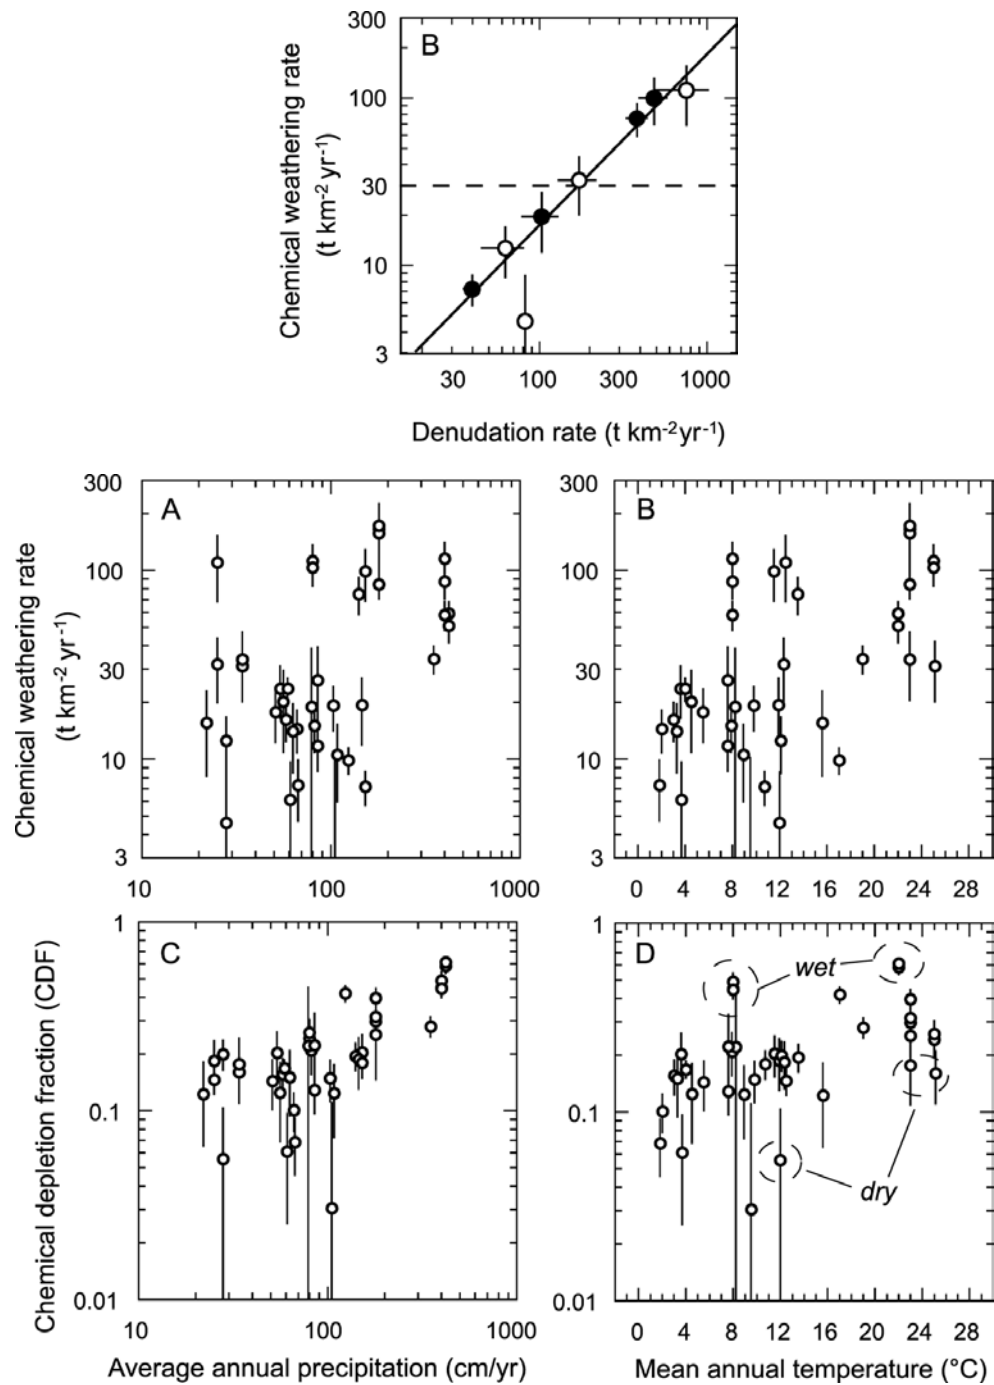 B
Chemical weathering rate
(t km-2 yr-1)
300
100
30
10
3
30
100
300
1000
Denudation rate (t km-2yr-1)
A
Chemical weathering rate
(t km-2 yr-1)
300
100
30
10
3
10
100
1000
B
300
100
30
10
3
0 4 8 12 16 20 24 28
C
Chemical depletion fraction (CDF)
1
0.1
0.01
10
100
1000
Average annual precipitation (cm/yr)
D
wet
dry
1
0.1
0.01
0 4 8 12 16 20 24 28
Mean annual temperature (°C)